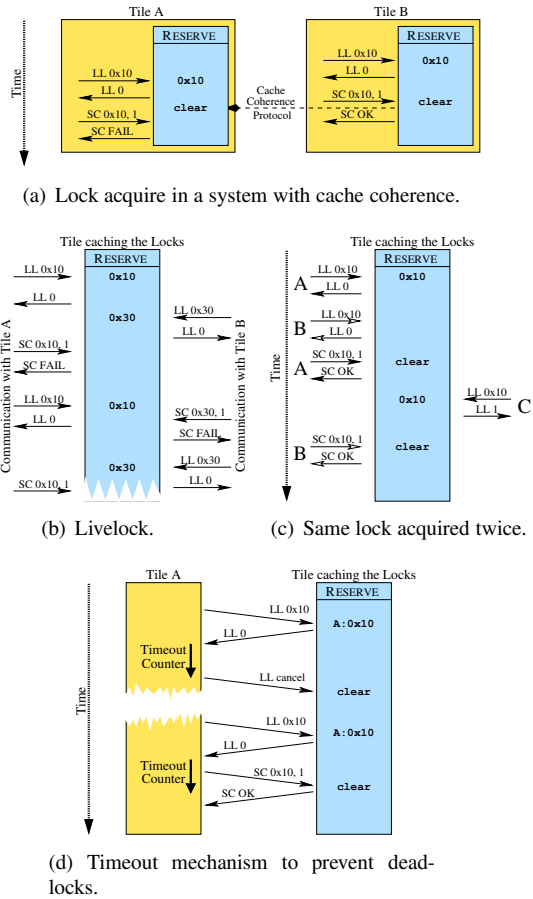 Tile A
Tile B
RESERVE
RESERVE
Time
LL 0x10
0x10
LL 0
SC 0x10, 1
clear
SC FAIL
LL 0x10
0x10
LL 0
SC 0x10, 1
clear
SC OK
Cache
Coherence
Protocol
(a) Lock acquire in a system with cache coherence.
Tile caching the Locks
RESERVE
Communication with Tile A
LL 0x10
0x10
LL 0
0x30
LL 0x30
LL 0
SC 0x10, 1
SC FAIL
LL 0x10
0x10
LL 0
SC 0x30, 1
SC FAIL
0x30
LL 0x30
LL 0
SC 0x10, 1
Communication with Tile B
(b) Livelock.
Tile caching the Locks
RESERVE
Time
A
LL 0x10
0x10
LL 0
B
LL 0x10
LL 0
A
SC 0x10, 1
clear
SC OK
0x10
LL 0x10
C
LL 1
B
SC 0x10, 1
clear
SC OK
(c) Same lock acquired twice.
Tile A
Tile caching the Locks
RESERVE
Time
LL 0x10
A:0x10
LL 0
Timeout
Counter
LL cancel
clear
LL 0x10
A:0x10
LL 0
Timeout
Counter
SC 0x10, 1
clear
SC OK
(d) Timeout mechanism to prevent dead-
locks.